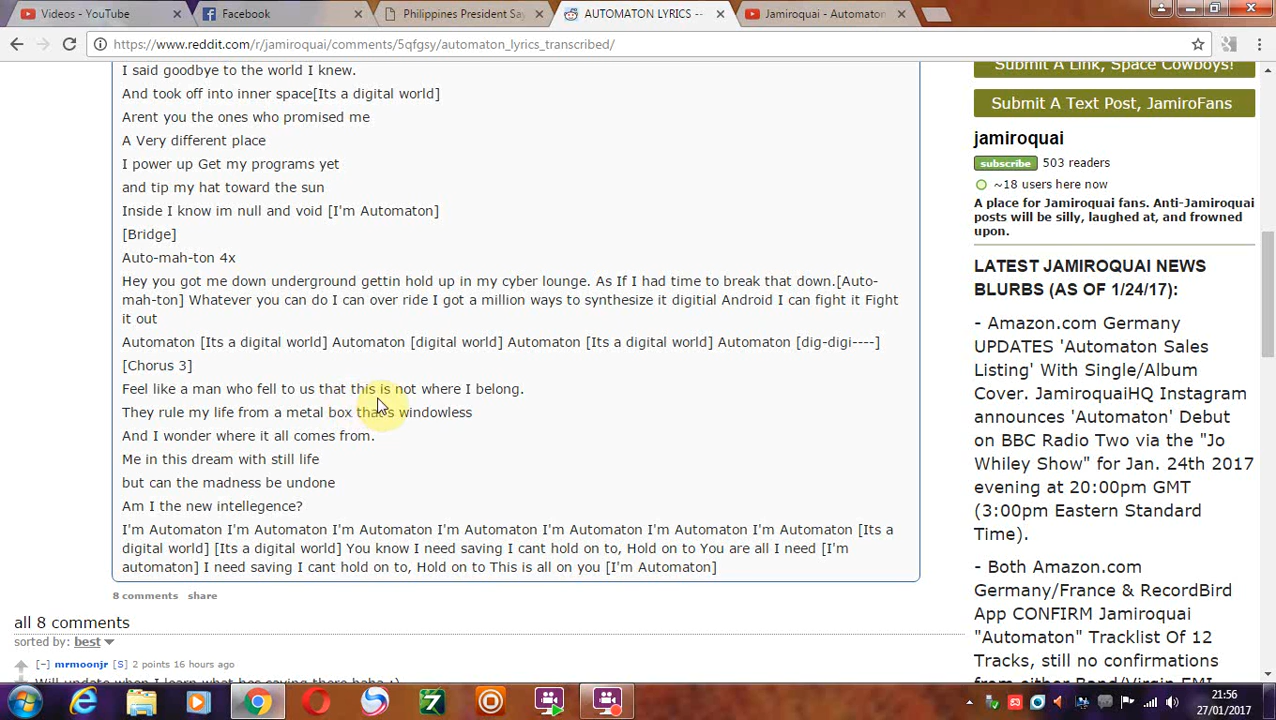 Videos - YouTube
Facebook
Philippines President Say
AUTOMATON LYRICS --
Jamiroquai - Automaton
https://www.reddit.com/r/jamiroquai/comments/5qfgsy/automaton_lyrics_transcribed/
I said goodbye to the world I knew.
And took off into inner space[Its a digital world]
Arent you the ones who promised me
A Very different place
I power up Get my programs yet
and tip my hat toward the sun
Inside I know im null and void [I'm Automaton]
[Bridge]
Auto-mah-ton 4x
Hey you got me down underground gettin hold up in my cyber lounge. As If I had time to break that down.[Auto-
mah-ton] Whatever you can do I can over ride I got a million ways to synthesize it digitial Android I can fight it Fight
it out
Automaton [Its a digital world] Automaton [digital world] Automaton [Its a digital world] Automaton [dig-digi----]
[Chorus 3]
Feel like a man who fell to us that this is not where I belong.
They rule my life from a metal box that's windowless
And I wonder where it all comes from.
Me in this dream with still life
but can the madness be undone
Am I the new intellegence?
I'm Automaton I'm Automaton I'm Automaton I'm Automaton I'm Automaton I'm Automaton I'm Automaton [Its a
digital world] [Its a digital world] You know I need saving I cant hold on to, Hold on to You are all I need [I'm
automaton] I need saving I cant hold on to, Hold on to This is all on you [I'm Automaton]
8 comments share
all 8 comments
sorted by: best
[–] mrmoonjr [S] 2 points 16 hours ago
Will update when I learn what hes saying there haha :)
Submit A Link, Space Cowboys!
Submit A Text Post, JamiroFans
jamiroquai
subscribe 503 readers
~18 users here now
A place for Jamiroquai fans. Anti-Jamiroquai
posts will be silly, laughed at, and frowned
upon.
LATEST JAMIROQUAI NEWS
BLURBS (AS OF 1/24/17):
- Amazon.com Germany
UPDATES 'Automaton Sales
Listing' With Single/Album
Cover. JamiroquaiHQ Instagram
announces 'Automaton' Debut
on BBC Radio Two via the "Jo
Whiley Show" for Jan. 24th 2017
evening at 20:00pm GMT
(3:00pm Eastern Standard
Time).
- Both Amazon.com
Germany/France & RecordBird
App CONFIRM Jamiroquai
"Automaton" Tracklist Of 12
Tracks, still no confirmations
from either Band/Virgin EMI
21:56
27/01/2017